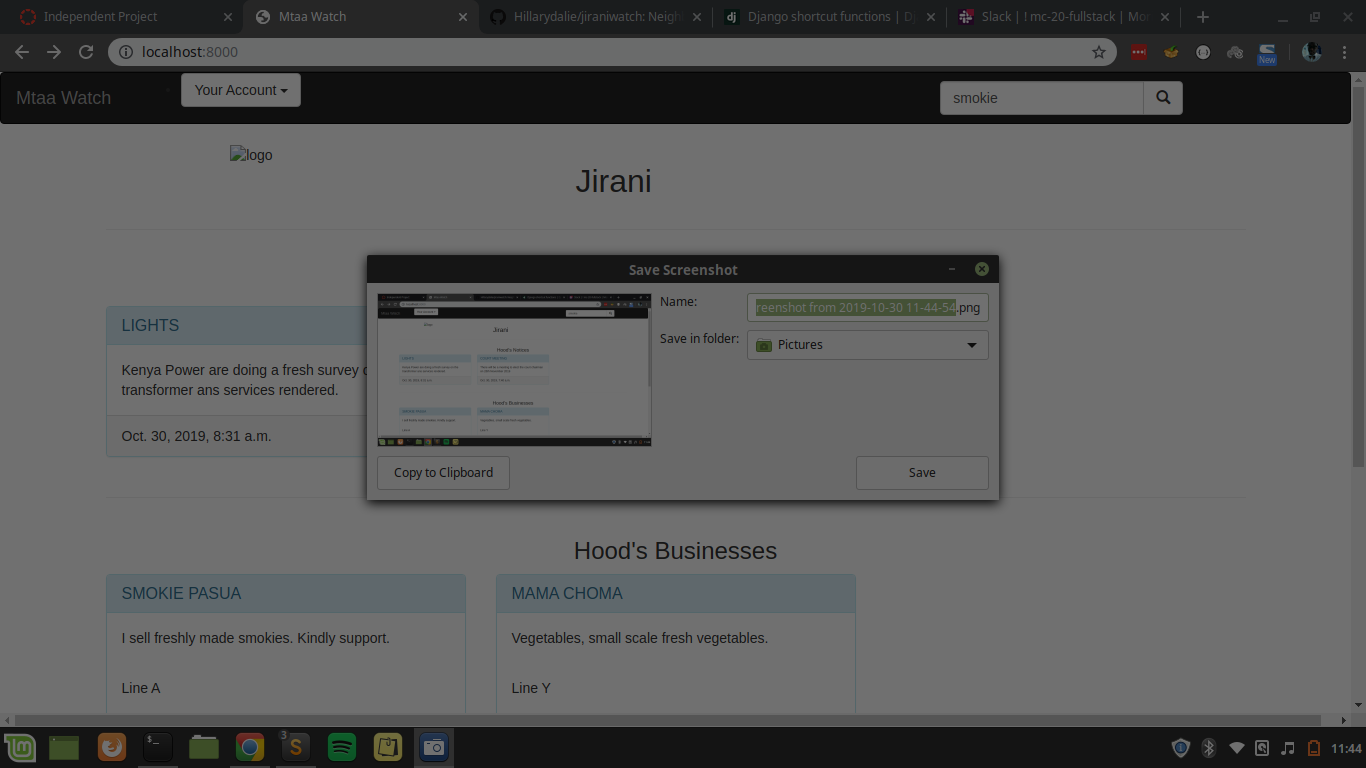 Independent Project
Mtaa Watch
Hillarydalie/jiraniwatch: Neigh
Django shortcut functions | Dj
Slack | ! mc-20-fullstack | Mo
localhost:8000
New
Mtaa Watch
Your Account
smokie
logo
Jirani
Save Screenshot
Name:
reenshot from 2019-10-30 11-44-54.png
Save in folder:
Pictures
Copy to Clipboard
Save
LIGHTS
Kenya Power are doing a fresh survey o
transformer ans services rendered.
Oct. 30, 2019, 8:31 a.m.
Hood's Businesses
SMOKIE PASUA
I sell freshly made smokies. Kindly support.
Line A
MAMA CHOMA
Vegetables, small scale fresh vegetables.
Line Y
3
11:44